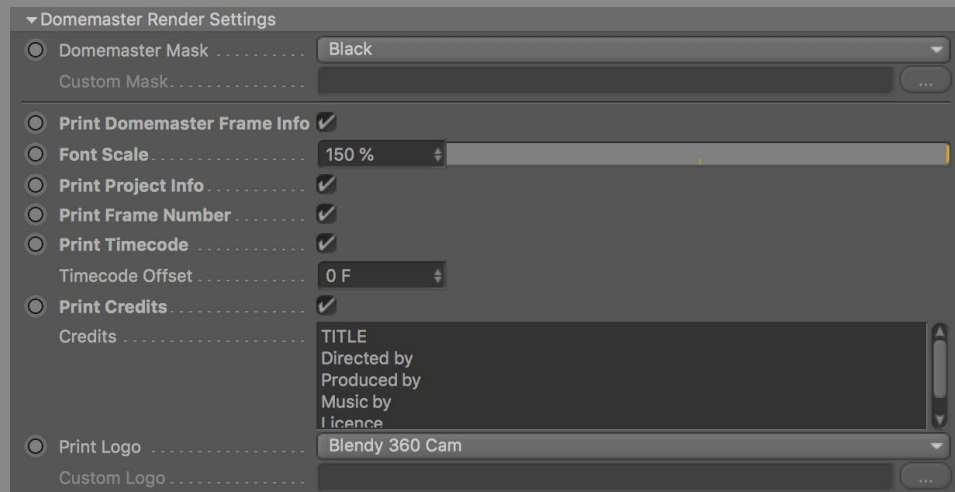 Domemaster Render Settings
Domemaster Mask Black
Custom Mask ...
Print Domemaster Frame Info
Font Scale 150 %
Print Project Info
Print Frame Number
Print Timecode
Timecode Offset 0 F
Print Credits
Credits TITLE
Directed by
Produced by
Music by
Licence
Print Logo Blendy 360 Cam
Custom Logo ...